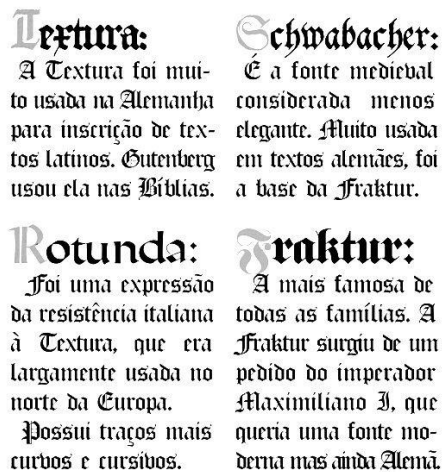 Textura:
A Textura foi mui-
to usada na Alemanha
para inscrição de tex-
tos latinos. Gutenberg
usou ela nas Bíblias.
Schwabacher:
É a fonte medieval
considerada menos
elegante. Muito usada
em textos alemães, foi
a base da Fraktur.
Rotunda:
Foi uma expressão
da resistência italiana
à Textura, que era
largamente usada no
norte da Europa.
Possui traços mais
curvos e cursivos.
Fraktur:
A mais famosa de
todas as famílias. A
Fraktur surgiu de um
pedido do imperador
Maximiliano I, que
queria uma fonte mo-
derna mas ainda Alemã